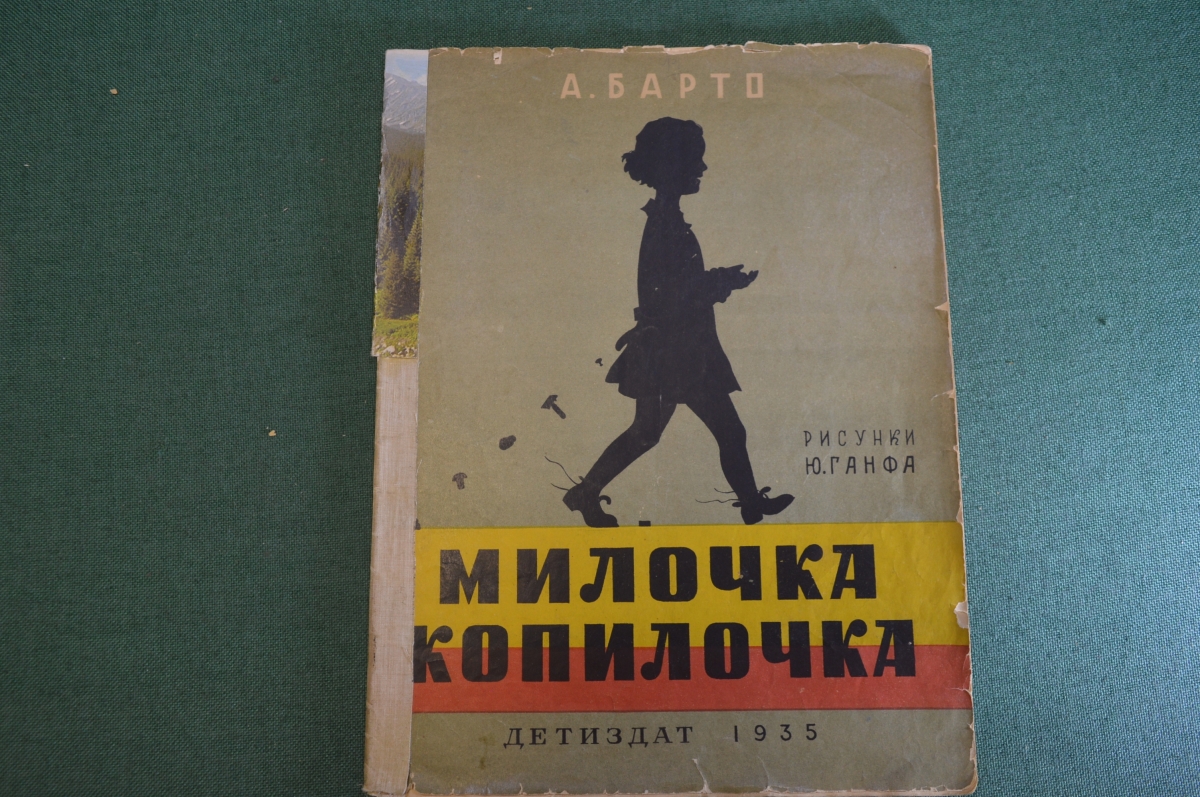 А. БАРТО
РИСУНКИ
Ю. ГАНФА
МИЛОЧКА
КОПИЛОЧКА
ДЕТИЗДАТ 1935